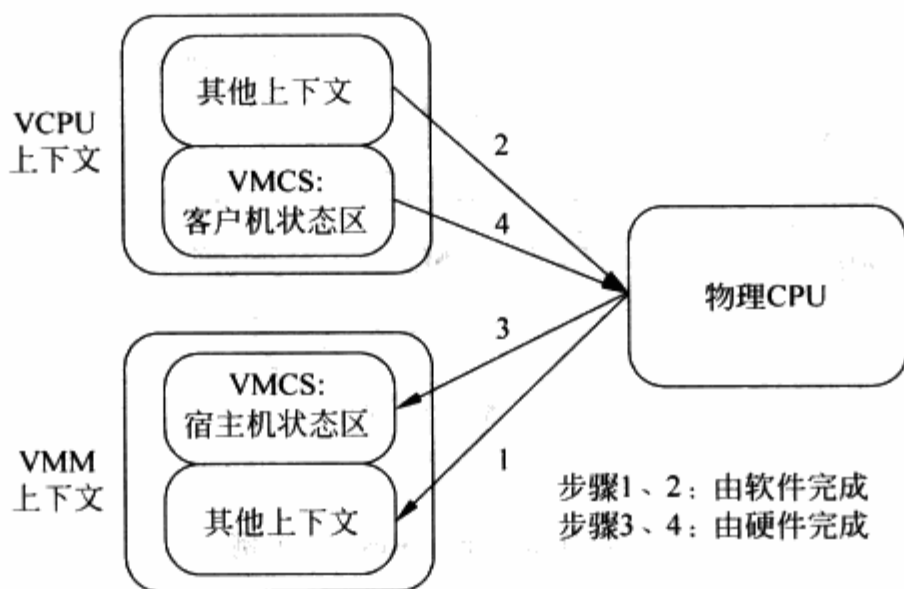 其他上下文
VCPU
上下文
VMCS:
客户机状态区
2
4
物理CPU
3
VMCS:
宿主机状态区
1
VMM
上下文
其他上下文
步骤1、2：由软件完成
步骤3、4：由硬件完成